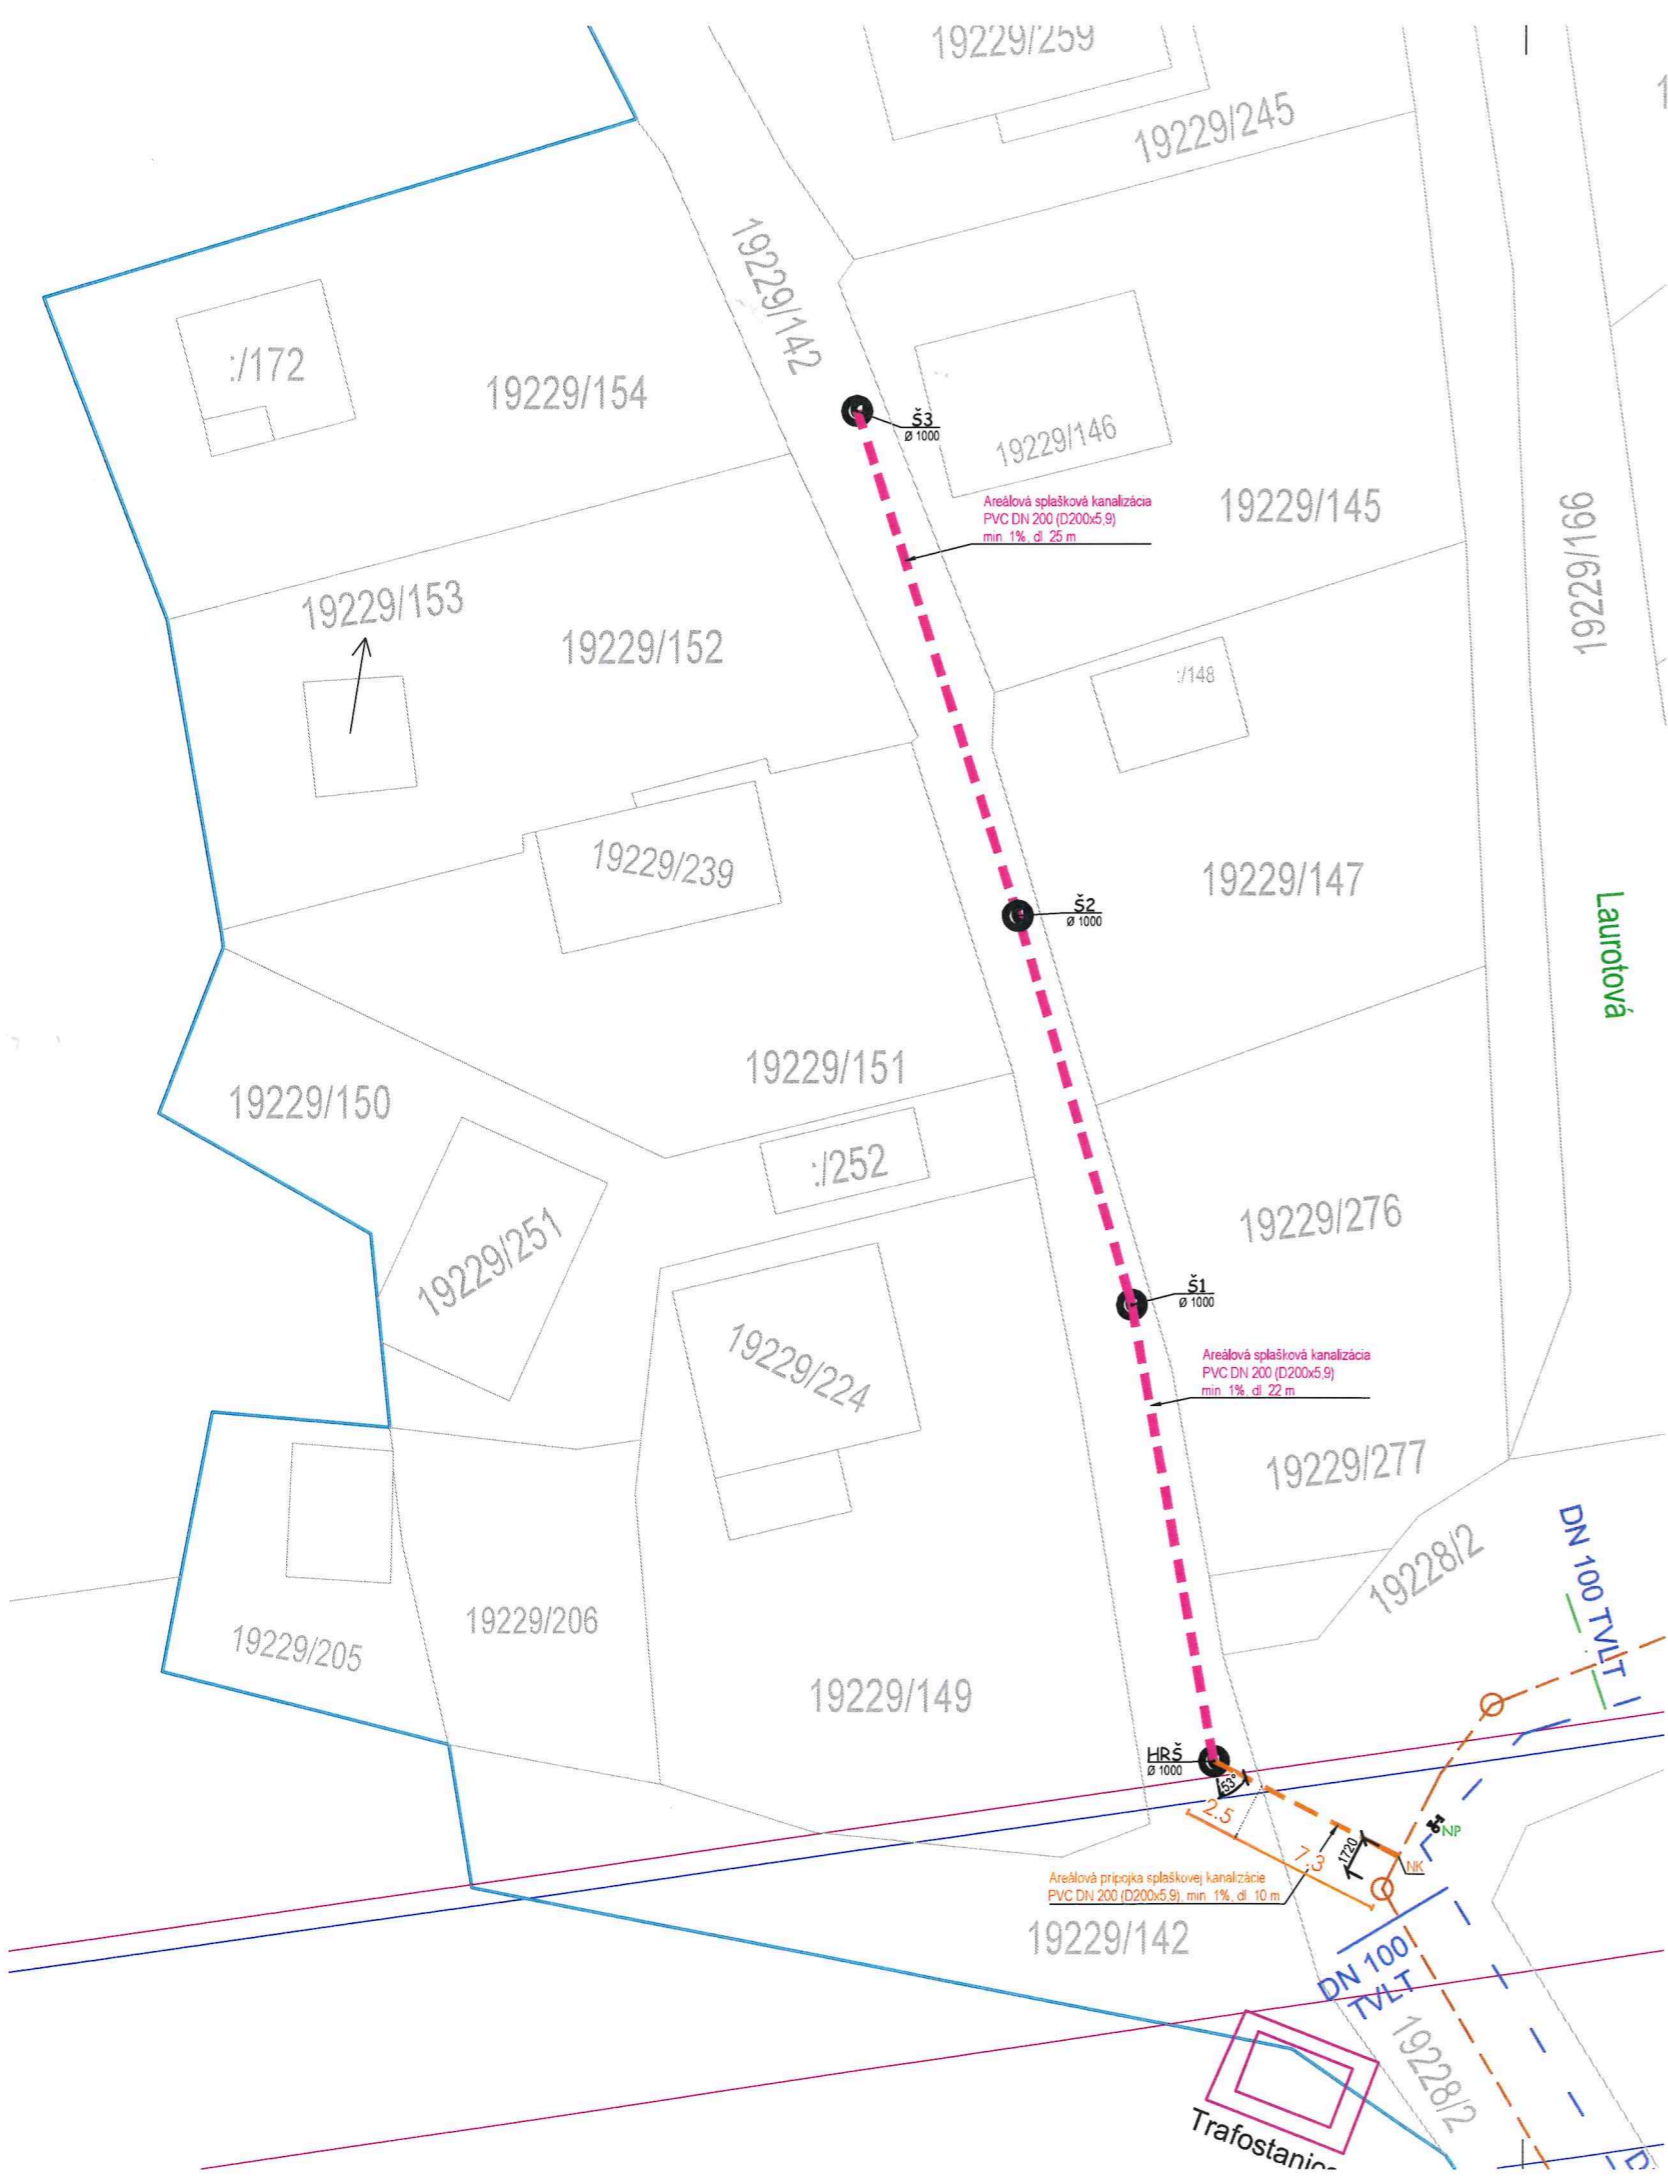 19229/259
19229/245
19229/142
:/172
19229/154
Š3
Ø 1000
19229/146
Areálová splašková kanalizácia
PVC DN 200 (D200x5,9)
min. 1%, dl. 25 m
19229/145
19229/166
19229/153
19229/152
:/148
19229/239
19229/147
Š2
Ø 1000
Laurotová
19229/151
19229/150
:/252
19229/251
19229/276
Š1
Ø 1000
19229/224
Areálová splašková kanalizácia
PVC DN 200 (D200x5,9)
min. 1%, dl. 22 m
19229/277
19228/2
DN 100 TVLT
19229/205
19229/206
19229/149
HRŠ
Ø 1000
53°
2.5
7.3
1720
NP
NK
Areálová prípojka splaškovej kanalizácie
PVC DN 200 (D200x5,9), min. 1%, dl. 10 m
19229/142
DN 100
TVLT
19228/2
Trafostanic